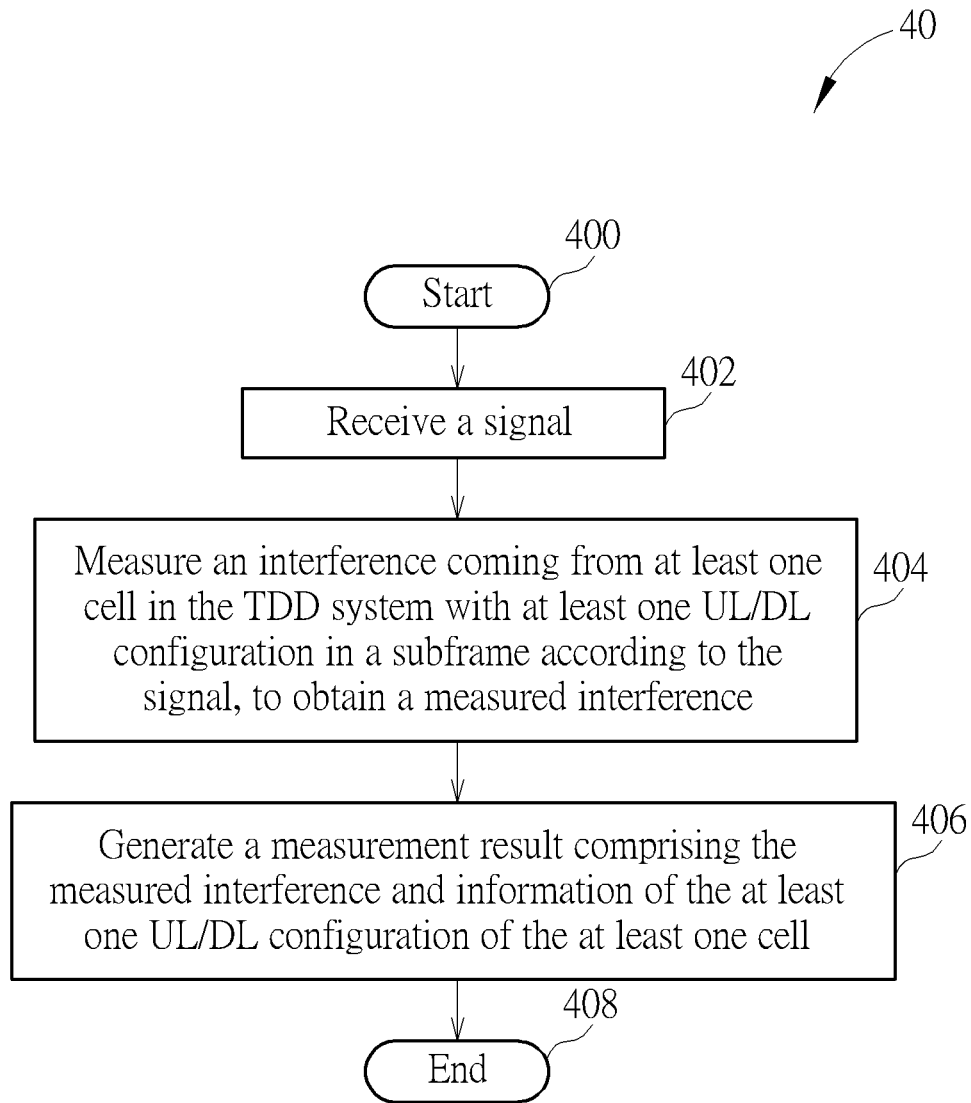 40
400
Start
402
Receive a signal
404
Measure an interference coming from at least one
cell in the TDD system with at least one UL/DL
configuration in a subframe according to the
signal, to obtain a measured interference
406
Generate a measurement result comprising the
measured interference and information of the at least
one UL/DL configuration of the at least one cell
408
End